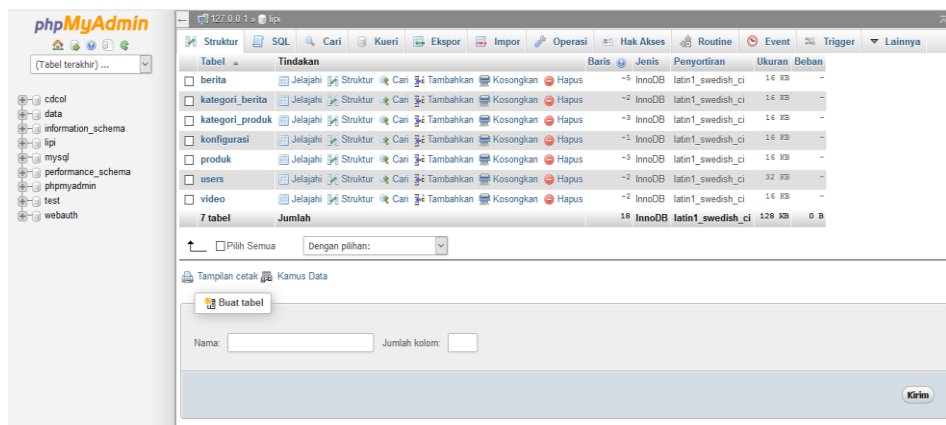 phpMyAdmin
(Tabel terakhir) ...
cdcol
data
information_schema
lipi
mysql
performance_schema
phpmyadmin
test
webauth
127.0.0.1 » lipi
Struktur SQL Cari Kueri Ekspor Impor Operasi Hak Akses Routine Event Trigger Lainnya
Tabel Tindakan Baris Jenis Penyortiran Ukuran Beban
berita Jelajahi Struktur Cari Tambahkan Kosongkan Hapus ~5 InnoDB latin1_swedish_ci 16 KB -
kategori_berita Jelajahi Struktur Cari Tambahkan Kosongkan Hapus ~2 InnoDB latin1_swedish_ci 16 KB -
kategori_produk Jelajahi Struktur Cari Tambahkan Kosongkan Hapus ~3 InnoDB latin1_swedish_ci 16 KB -
konfigurasi Jelajahi Struktur Cari Tambahkan Kosongkan Hapus ~1 InnoDB latin1_swedish_ci 16 KB -
produk Jelajahi Struktur Cari Tambahkan Kosongkan Hapus ~3 InnoDB latin1_swedish_ci 16 KB -
users Jelajahi Struktur Cari Tambahkan Kosongkan Hapus ~2 InnoDB latin1_swedish_ci 32 KB -
video Jelajahi Struktur Cari Tambahkan Kosongkan Hapus ~2 InnoDB latin1_swedish_ci 16 KB -
7 tabel Jumlah 18 InnoDB latin1_swedish_ci 128 KB 0 B
Pilih Semua Dengan pilihan:
Tampilan cetak Kamus Data
Buat tabel
Nama: Jumlah kolom:
Kirim